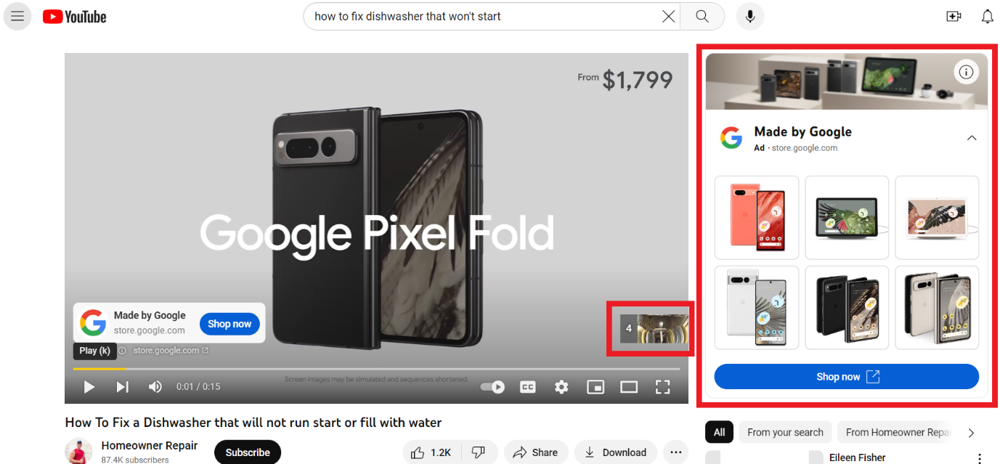 YouTube
how to fix dishwasher that won't start
From $1,799
Google Pixel Fold
Made by Google
store.google.com
Shop now
4
Play (k)
store.google.com
Screen images may be simulated and sequences shortened.
0:01 / 0:15
CC
How To Fix a Dishwasher that will not run start or fill with water
Homeowner Repair
87.4K subscribers
Subscribe
1.2K
Share
Download
Made by Google
Ad · store.google.com
Shop now
All
From your search
From Homeowner Repai
Eileen Fisher